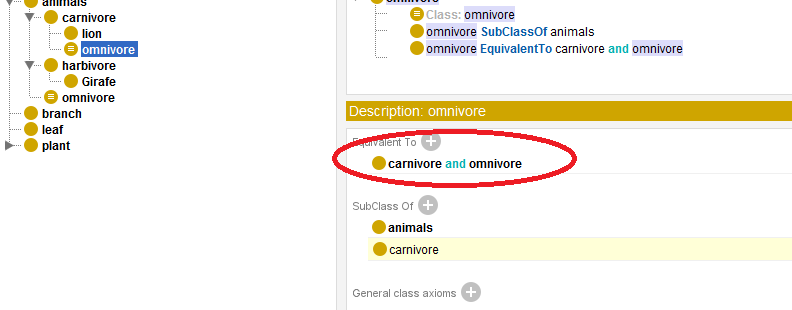 animals
carnivore
lion
omnivore
harbivore
Girafe
omnivore
branch
leaf
plant
omnivore
Class: omnivore
omnivore SubClassOf animals
omnivore EquivalentTo carnivore and omnivore
Description: omnivore
Equivalent To
carnivore and omnivore
SubClass Of
animals
carnivore
General class axioms